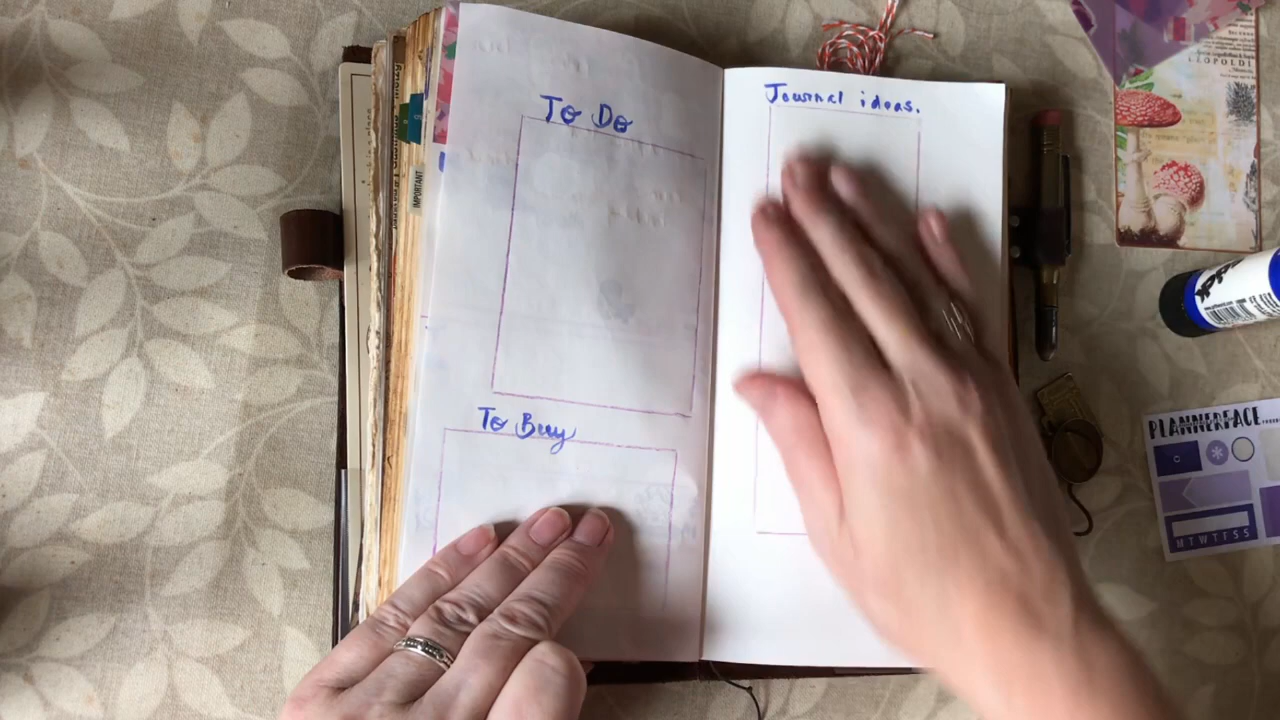 To Do
To Buy
Journal ideas.
IMPORTANT
LEOPOLDI
PLANNERFACE
MTWTFSS